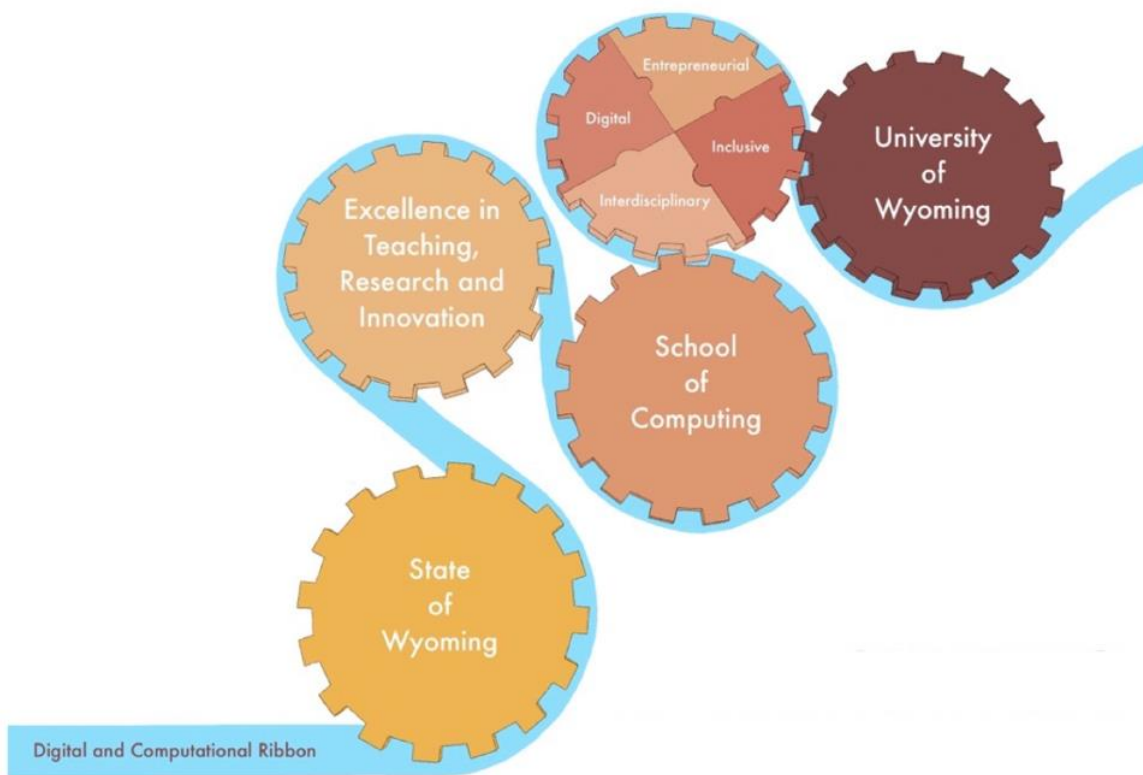 Entrepreneurial
Digital
Inclusive
Interdisciplinary
University
of
Wyoming
Excellence in
Teaching,
Research and
Innovation
School
of
Computing
State
of
Wyoming
Digital and Computational Ribbon